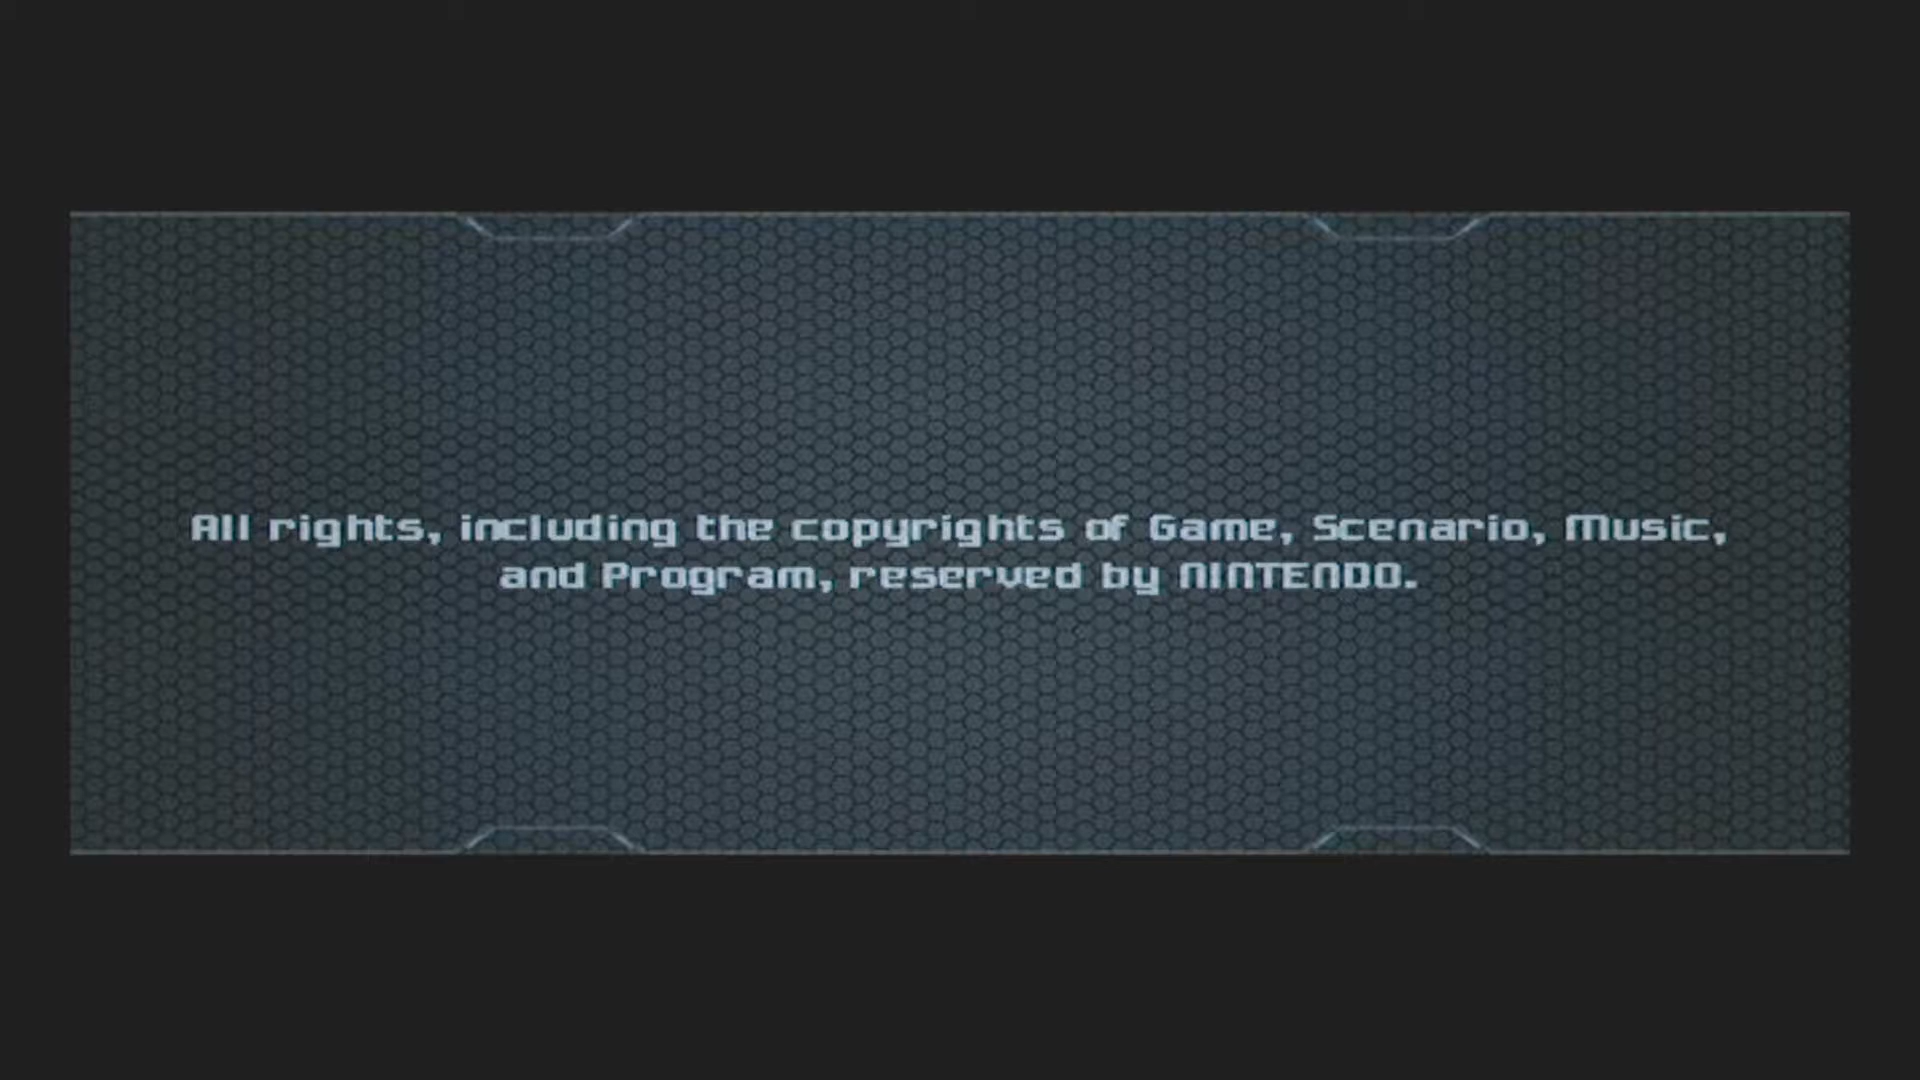 All rights, including the copyrights of Game, Scenario, Music,
and Program, reserved by NINTENDO.